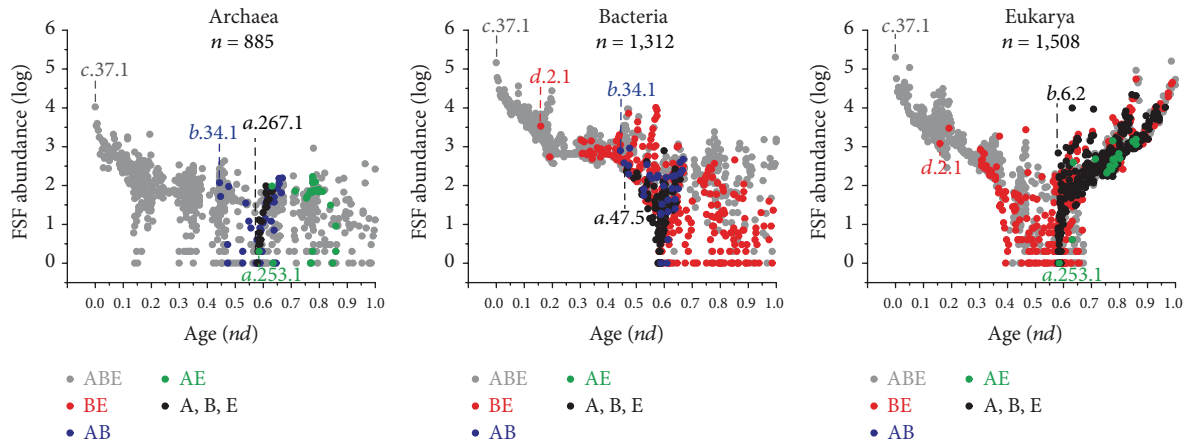 Archaea
n = 885
c.37.1
b.34.1
a.267.1
a.253.1
FSF abundance (log)
6
5
4
3
2
1
0
0.0 0.1 0.2 0.3 0.4 0.5 0.6 0.7 0.8 0.9 1.0
Age (nd)
ABE
BE
AB
AE
A, B, E
Bacteria
n = 1,312
c.37.1
d.2.1
b.34.1
a.47.5
FSF abundance (log)
6
5
4
3
2
1
0
0.0 0.1 0.2 0.3 0.4 0.5 0.6 0.7 0.8 0.9 1.0
Age (nd)
ABE
BE
AB
AE
A, B, E
Eukarya
n = 1,508
c.37.1
b.6.2
d.2.1
a.253.1
FSF abundance (log)
6
5
4
3
2
1
0
0.0 0.1 0.2 0.3 0.4 0.5 0.6 0.7 0.8 0.9 1.0
Age (nd)
ABE
BE
AB
AE
A, B, E